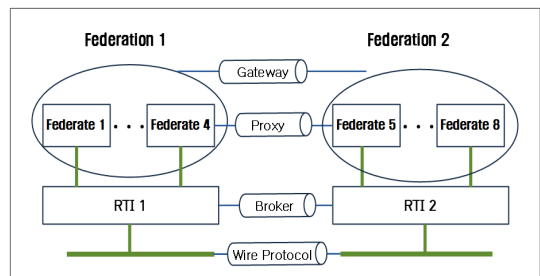 Federation 1 Federation 2
Gateway
Federate 1 · · · Federate 4 Proxy Federate 5 · · · Federate 8
RTI 1 Broker RTI 2
Wire Protocol